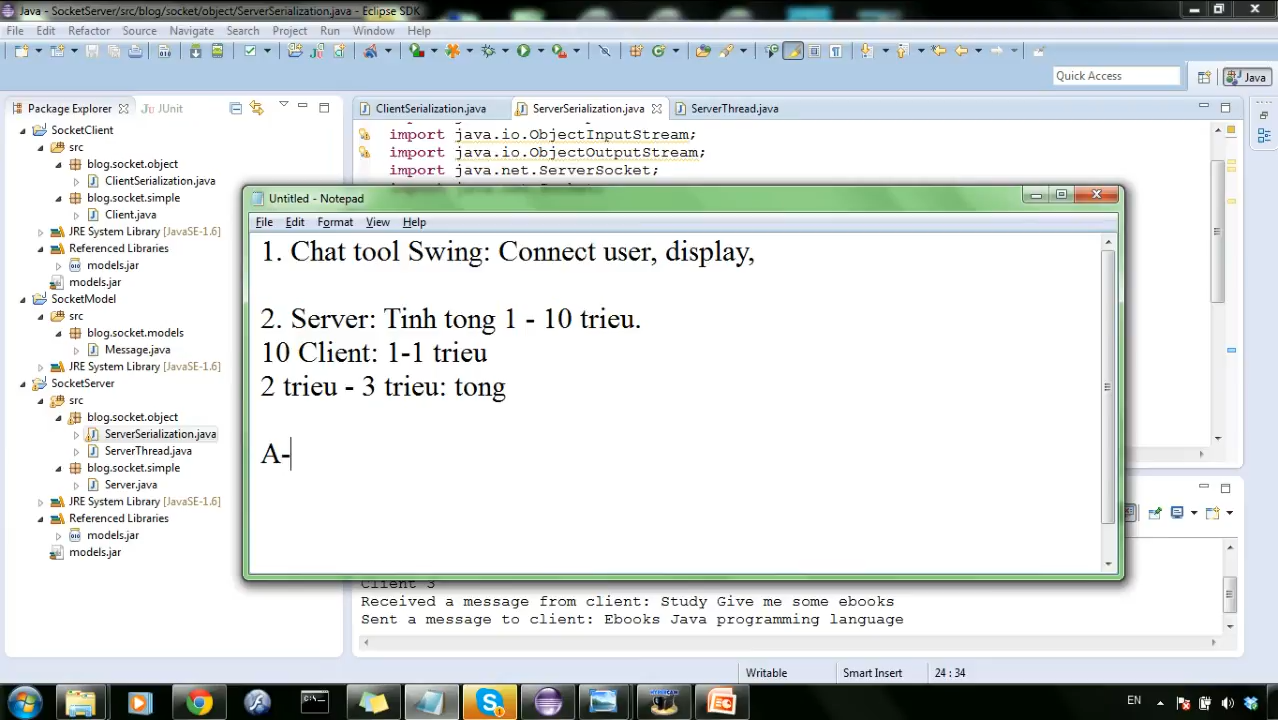 Java - SocketServer/src/blog/socket/object/ServerSerialization.java - Eclipse SDK
File Edit Refactor Source Navigate Search Project Run Window Help
Quick Access
Java
Package Explorer
JUnit
SocketClient
src
blog.socket.object
ClientSerialization.java
blog.socket.simple
Client.java
JRE System Library [JavaSE-1.6]
Referenced Libraries
models.jar
models.jar
SocketModel
src
blog.socket.models
Message.java
JRE System Library [JavaSE-1.6]
SocketServer
src
blog.socket.object
ServerSerialization.java
ServerThread.java
blog.socket.simple
Server.java
JRE System Library [JavaSE-1.6]
Referenced Libraries
models.jar
models.jar
ClientSerialization.java
ServerSerialization.java
ServerThread.java
import java.io.ObjectInputStream;
import java.io.ObjectOutputStream;
import java.net.ServerSocket;
Untitled - Notepad
File Edit Format View Help
1. Chat tool Swing: Connect user, display,
2. Server: Tinh tong 1 - 10 trieu.
10 Client: 1-1 trieu
2 trieu - 3 trieu: tong
A-
Client 3
Received a message from client: Study Give me some ebooks
Sent a message to client: Ebooks Java programming language
Writable
Smart Insert
24 : 34
EN